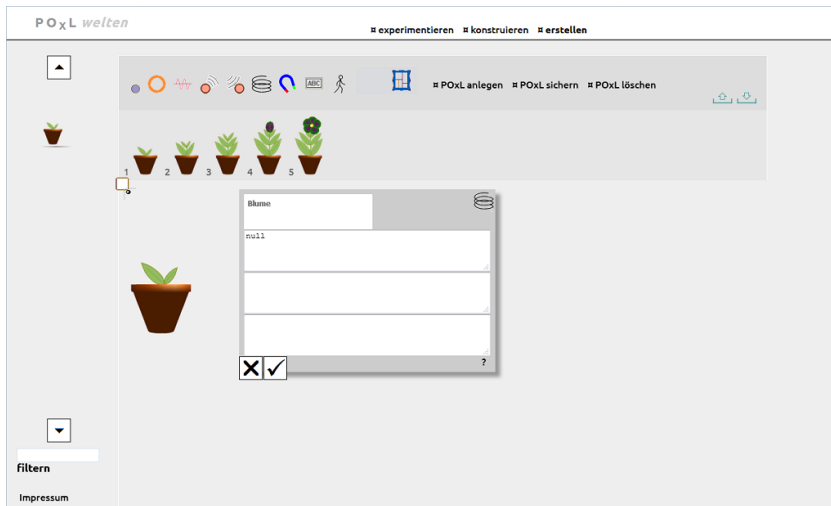 POXL welten
¤ experimentieren ¤ konstruieren ¤ erstellen
ABC
¤ POxL anlegen ¤ POxL sichern ¤ POxL löschen
1 2 3 4 5
Blume
null
?
filtern
Impressum